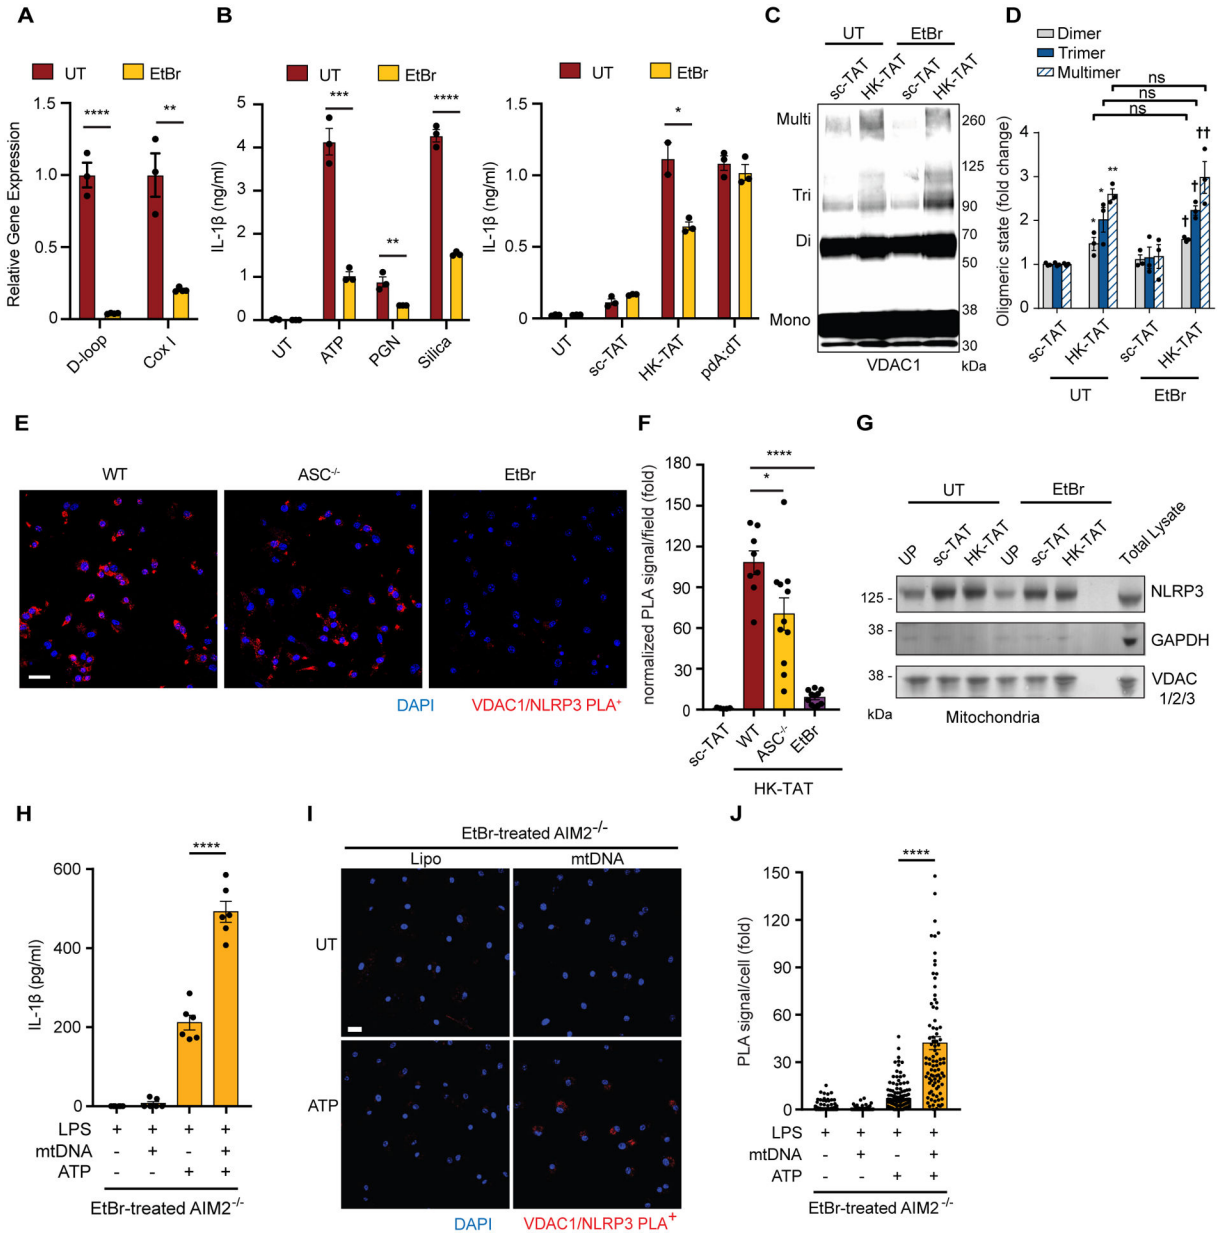 A
UT
EtBr
Relative Gene Expression
1.5
1.0
0.5
0
****
**
D-loop
Cox I
B
UT
EtBr
IL-1β (ng/ml)
5
4
3
2
1
0
***
**
****
UT
ATP
PGN
Silica
UT
EtBr
IL-1β (ng/ml)
1.5
1.0
0.5
0.00
*
UT
sc-TAT
HK-TAT
pdA:dT
C
UT
EtBr
sc-TAT
HK-TAT
sc-TAT
HK-TAT
Multi
Tri
Di
Mono
260
125
90
70
50
38
30
VDAC1
kDa
D
Dimer
Trimer
Multimer
ns
ns
ns
Oligmeric state (fold change)
4
3
2
1
0
*
*
**
†
†
††
sc-TAT
HK-TAT
sc-TAT
HK-TAT
UT
EtBr
E
WT
ASC-/-
EtBr
DAPI
VDAC1/NLRP3 PLA+
F
normalized PLA signal/field (fold)
180
150
120
90
60
30
0
****
*
sc-TAT
WT
ASC-/-
EtBr
HK-TAT
G
UT
EtBr
UP
sc-TAT
HK-TAT
UP
sc-TAT
HK-TAT
Total Lysate
125 -
NLRP3
38 -
GAPDH
38 -
VDAC
1/2/3
kDa
Mitochondria
H
IL-1β (pg/ml)
600
400
200
0
****
LPS + + + +
mtDNA - + - +
ATP - - + +
EtBr-treated AIM2-/-
I
EtBr-treated AIM2-/-
Lipo
mtDNA
UT
ATP
DAPI
VDAC1/NLRP3 PLA+
J
PLA signal/cell (fold)
150
120
90
60
30
0
****
LPS + + + +
mtDNA - + - +
ATP - - + +
EtBr-treated AIM2-/-